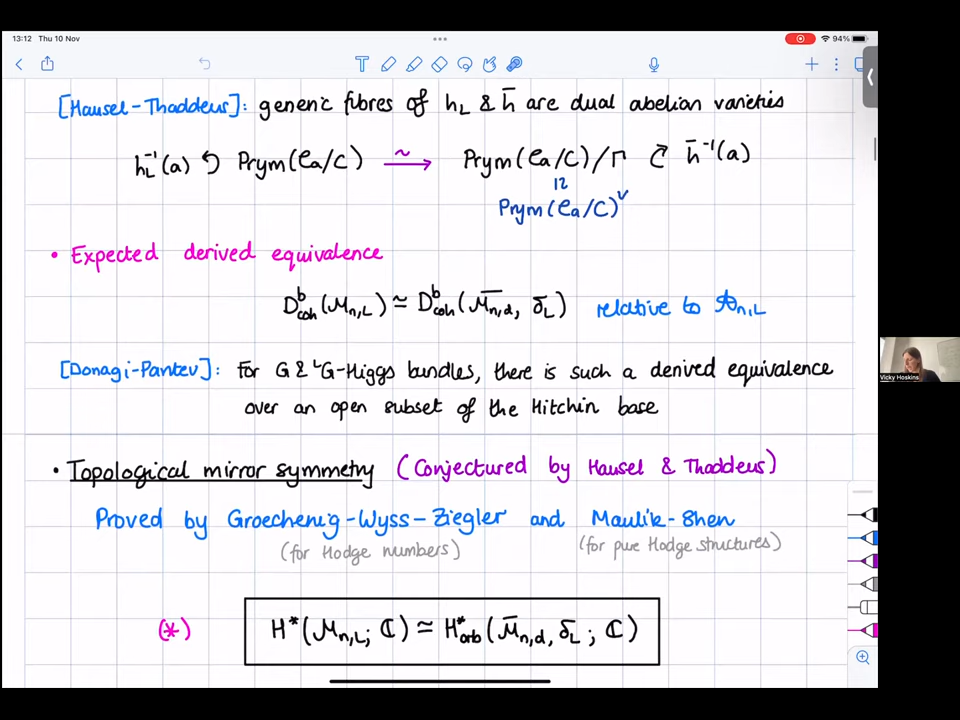 13:12 Thu 10 Nov
94%
[Hausel-Thaddeus]: generic fibres of h_L & h̄ are dual abelian varieties
h_L^{-1}(a) ↺ Prym(C_a/C) ~→ Prym(C_a/C)/Γ ↻ h̄^{-1}(a)
≅
Prym(C_a/C)^∨
• Expected derived equivalence
D^b_coh(M_{n,L}) ≃ D^b_coh(M̄_{n,d}, δ_L) relative to A_{n,L}
[Donagi-Pantev]: For G & ^LG-Higgs bundles, there is such a derived equivalence
over an open subset of the Hitchin base
• Topological mirror symmetry (Conjectured by Hausel & Thaddeus)
Proved by Groechenig-Wyss-Ziegler and Maulik-Shen
(for Hodge numbers) (for pure Hodge structures)
(*) H*(M_{n,L}; ℂ) ≃ H*_orb(M̄_{n,d}, δ_L; ℂ)
Vicky Hoskins